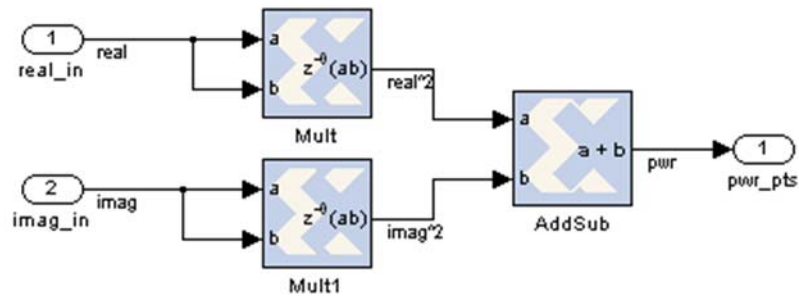 1
real_in
real
a
b
z^-0(ab)
Mult
real^2
2
imag_in
imag
a
b
z^-0(ab)
Mult1
imag^2
a
b
a + b
AddSub
pwr
1
pwr_pts